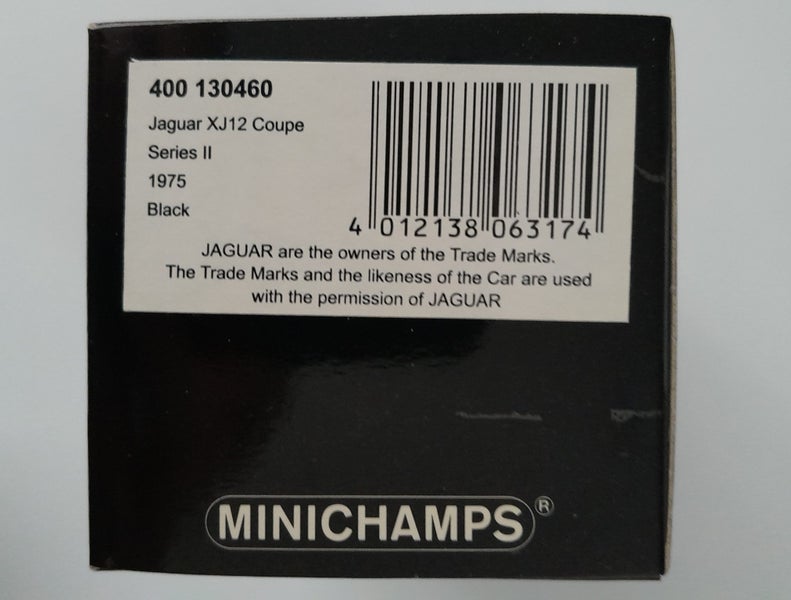 400 130460
Jaguar XJ12 Coupe
Series II
1975
Black
4 012138 063174
JAGUAR are the owners of the Trade Marks.
The Trade Marks and the likeness of the Car are used
with the permission of JAGUAR
MINICHAMPS®